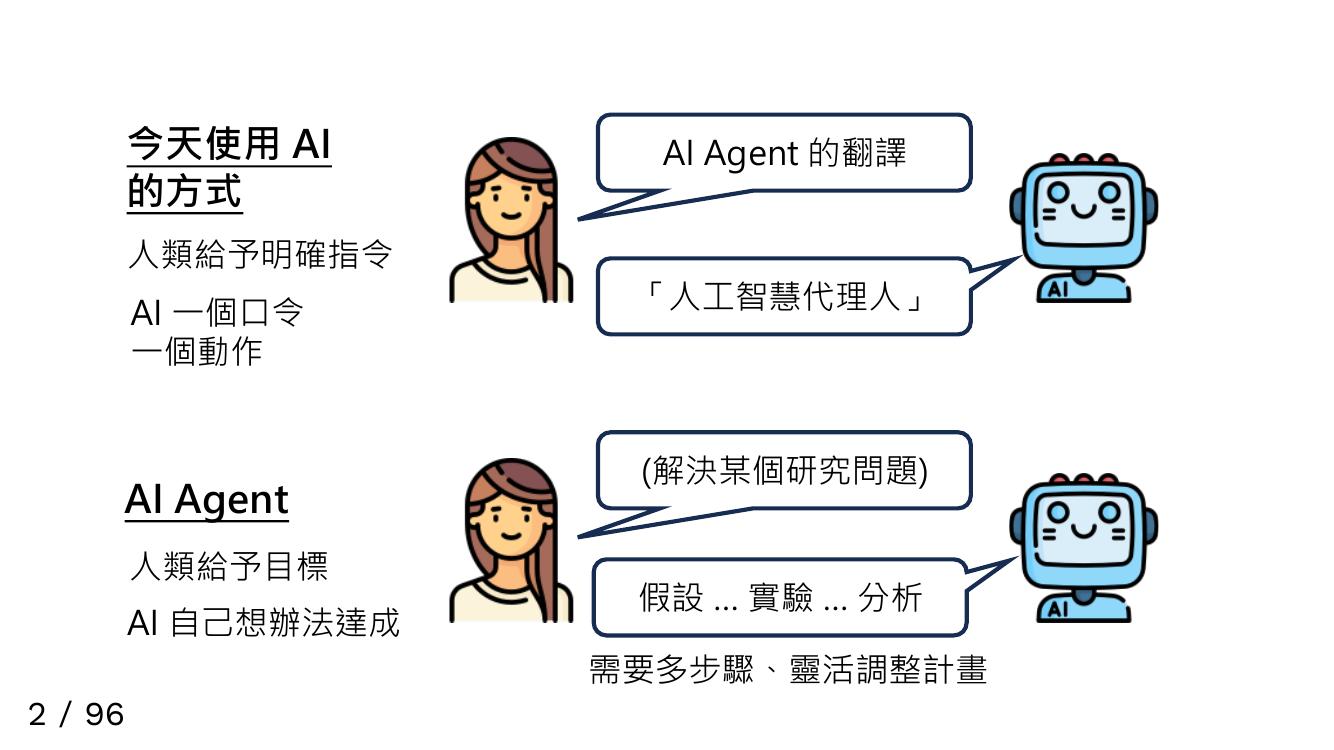 今天使用 AI
的方式
人類給予明確指令
AI 一個口令
一個動作
AI Agent 的翻譯
「人工智慧代理人」
AI
AI Agent
人類給予目標
AI 自己想辦法達成
(解決某個研究問題)
假設 … 實驗 … 分析
AI
需要多步驟、靈活調整計畫
2 / 96